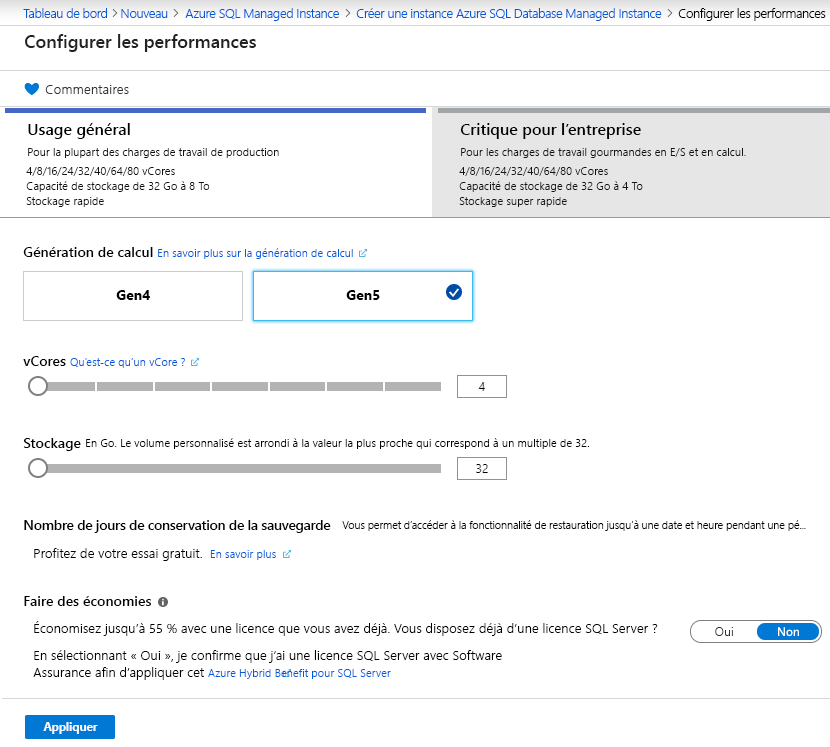 Tableau de bord > Nouveau > Azure SQL Managed Instance > Créer une instance Azure SQL Database Managed Instance > Configurer les performances
Configurer les performances
Commentaires
Usage général
Pour la plupart des charges de travail de production
4/8/16/24/32/40/64/80 vCores
Capacité de stockage de 32 Go à 8 To
Stockage rapide
Critique pour l’entreprise
Pour les charges de travail gourmandes en E/S et en calcul.
4/8/16/24/32/40/64/80 vCores
Capacité de stockage de 32 Go à 4 To
Stockage super rapide
Génération de calcul En savoir plus sur la génération de calcul
Gen4 Gen5
vCores Qu’est-ce qu’un vCore ?
4
Stockage En Go. Le volume personnalisé est arrondi à la valeur la plus proche qui correspond à un multiple de 32.
32
Nombre de jours de conservation de la sauvegarde Vous permet d’accéder à la fonctionnalité de restauration jusqu’à une date et heure pendant une pé...
Profitez de votre essai gratuit. En savoir plus
Faire des économies
Économisez jusqu’à 55 % avec une licence que vous avez déjà. Vous disposez déjà d’une licence SQL Server ? Oui Non
En sélectionnant « Oui », je confirme que j’ai une licence SQL Server avec Software
Assurance afin d’appliquer cet Azure Hybrid Benefit pour SQL Server
Appliquer